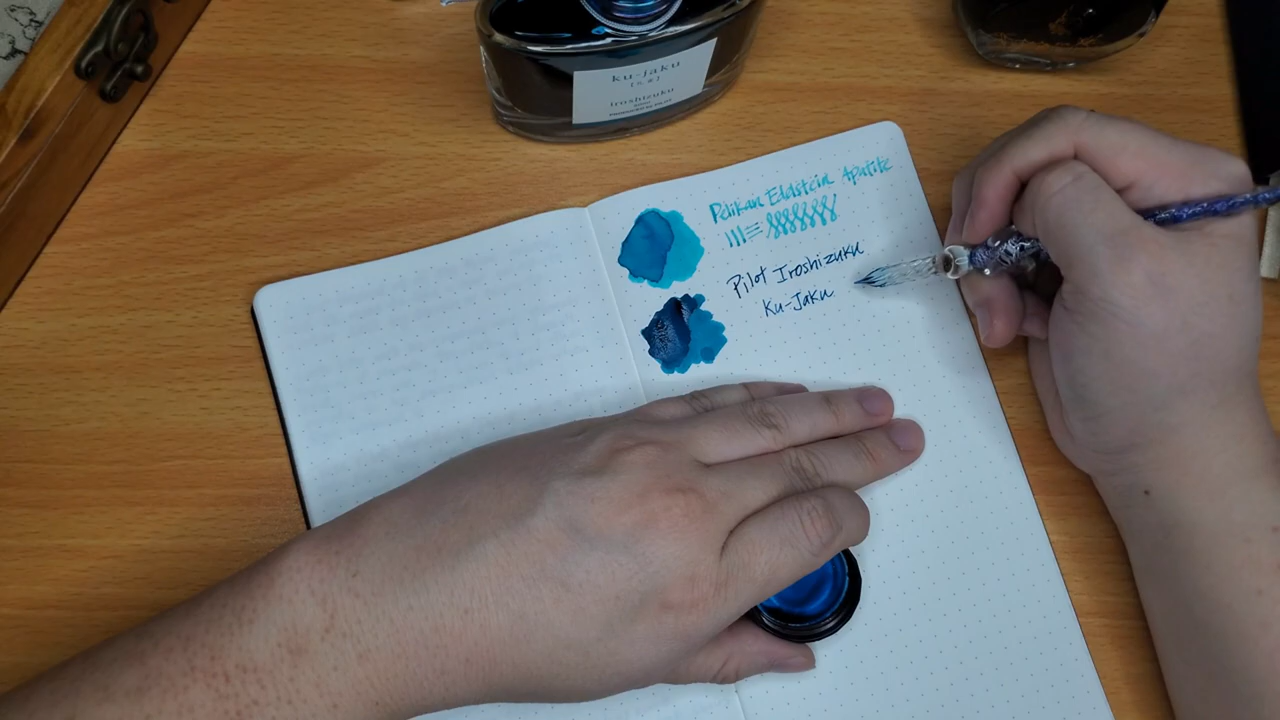 ku-jaku
iroshizuku
Pelikan Edelstein Apatite
Pilot Iroshizuku
Ku-Jaku